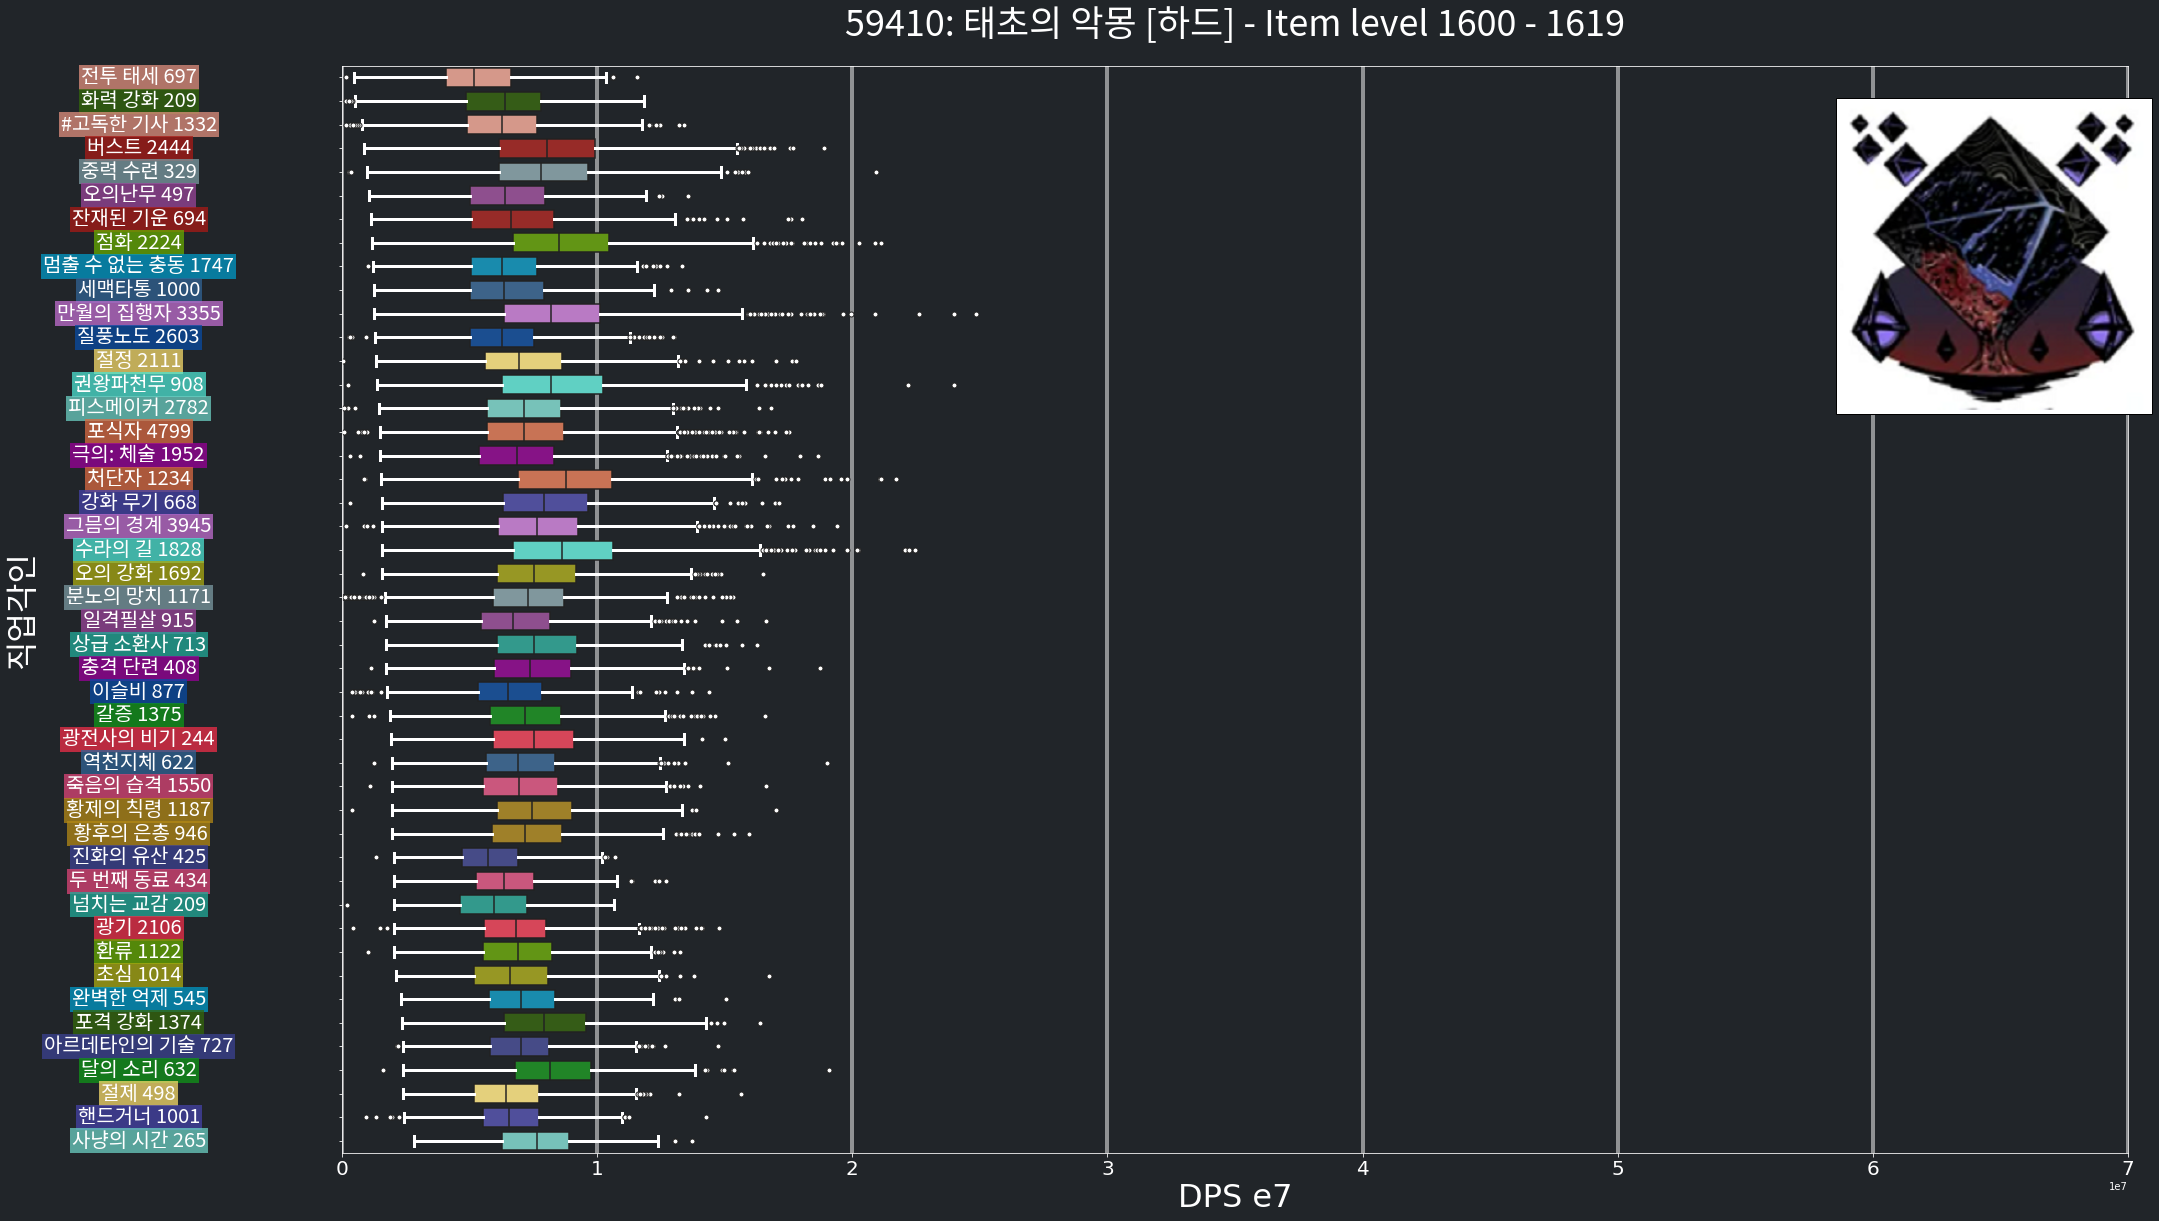 59410: 태초의 악몽 [하드] - Item level 1600 - 1619
직업각인
전투 태세 697
화력 강화 209
#고독한 기사 1332
버스트 2444
중력 수련 329
오의난무 497
잔재된 기운 694
점화 2224
멈출 수 없는 충동 1747
세맥타통 1000
만월의 집행자 3355
질풍노도 2603
절정 2111
권왕파천무 908
피스메이커 2782
포식자 4799
극의: 체술 1952
처단자 1234
강화 무기 668
그믐의 경계 3945
수라의 길 1828
오의 강화 1692
분노의 망치 1171
일격필살 915
상급 소환사 713
충격 단련 408
이슬비 877
갈증 1375
광전사의 비기 244
역천지체 622
죽음의 습격 1550
황제의 칙령 1187
황후의 은총 946
진화의 유산 425
두 번째 동료 434
넘치는 교감 209
광기 2106
환류 1122
초심 1014
완벽한 억제 545
포격 강화 1374
아르데타인의 기술 727
달의 소리 632
절제 498
핸드거너 1001
사냥의 시간 265
0 1 2 3 4 5 6 7
1e7
DPS e7